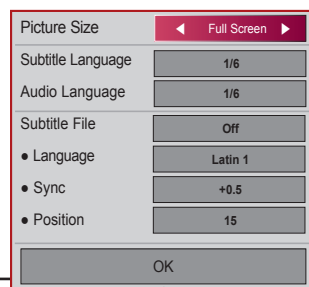 Picture Size ◀ Full Screen ▶
Subtitle Language 1/6
Audio Language 1/6
Subtitle File Off
● Language Latin 1
● Sync +0.5
● Position 15
OK